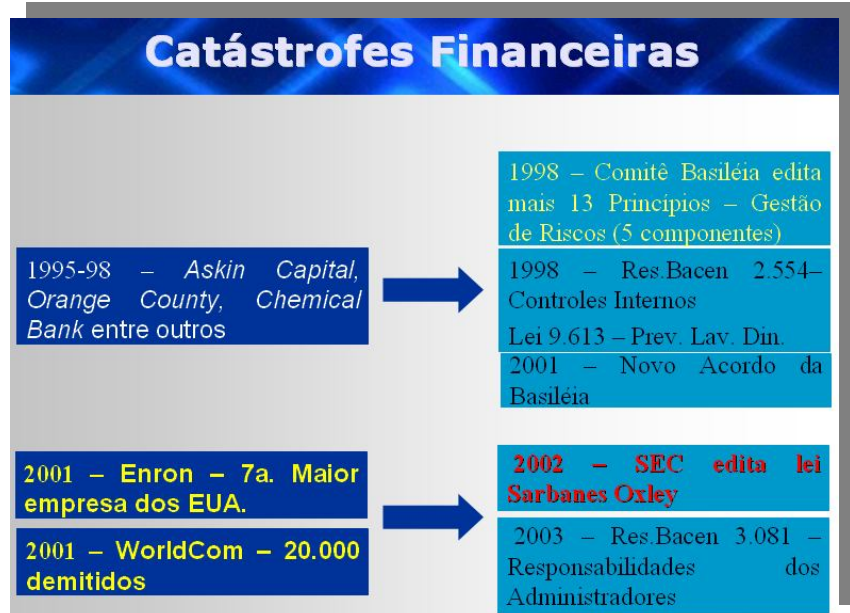 Catástrofes Financeiras
1995-98 – Askin Capital,
Orange County, Chemical
Bank entre outros
1998 – Comitê Basiléia edita
mais 13 Princípios – Gestão
de Riscos (5 componentes)
1998 – Res.Bacen 2.554–
Controles Internos
Lei 9.613 – Prev. Lav. Din.
2001 – Novo Acordo da
Basiléia
2001 – Enron – 7a. Maior
empresa dos EUA.
2001 – WorldCom – 20.000
demitidos
2002 – SEC edita lei
Sarbanes Oxley
2003 – Res.Bacen 3.081 –
Responsabilidades dos
Administradores